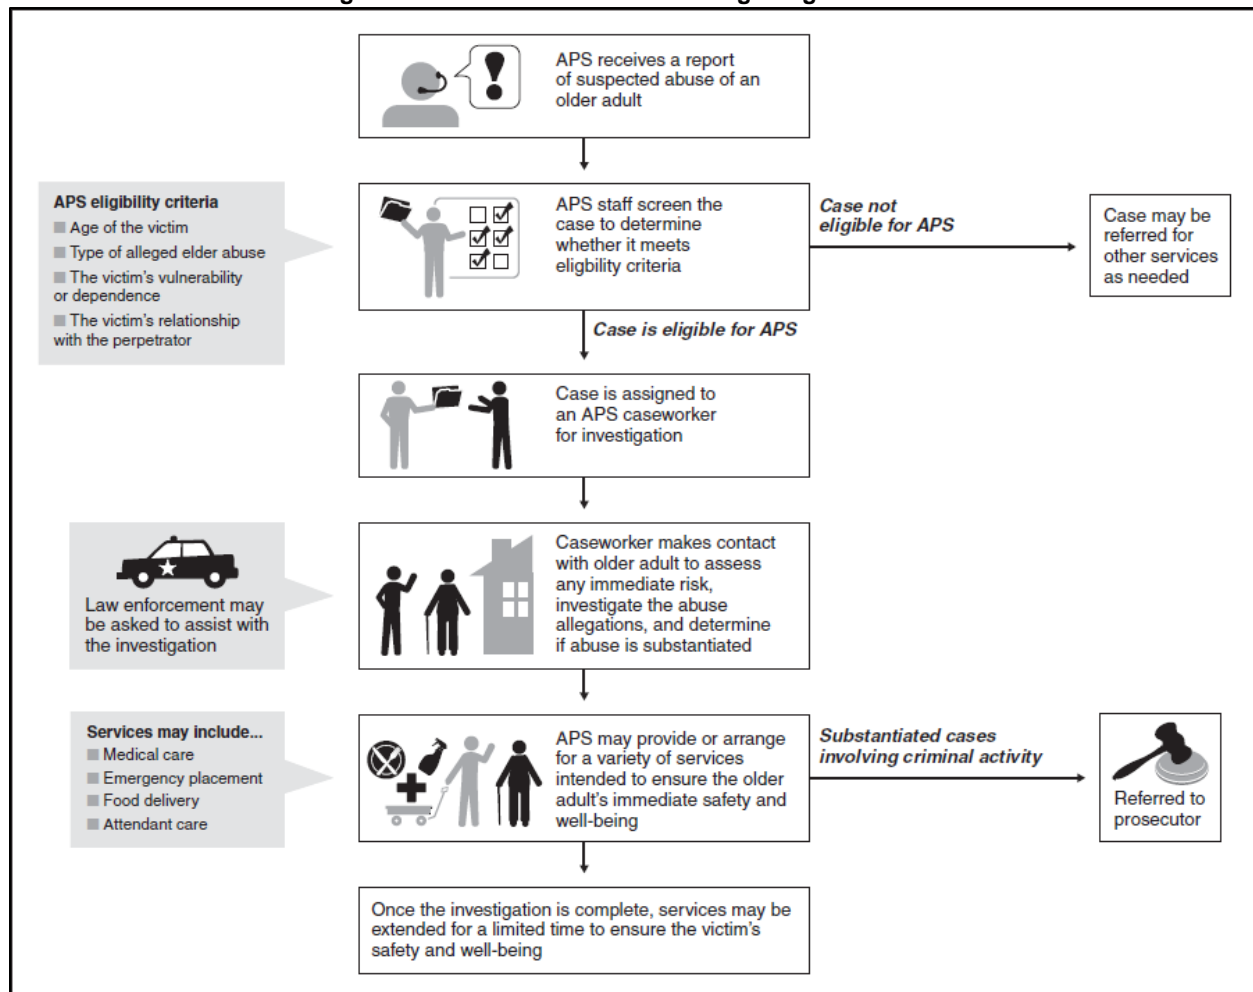 APS receives a report
of suspected abuse of an
older adult
APS eligibility criteria
Age of the victim
Type of alleged elder abuse
The victim's vulnerability
or dependence
The victim's relationship
with the perpetrator
APS staff screen the
case to determine
whether it meets
eligbility criteria
Case not
eligible for APS
Case may be
referred for
other services
as needed
Case is eligible for APS
Case is assigned to
an APS caseworker
for investigation
Law enforcement may
be asked to assist with
the investigation
Caseworker makes contact
with older adult to assess
any immediate risk,
investigate the abuse
allegations, and determine
if abuse is substantiated
Services may include...
Medical care
Emergency placement
Food delivery
Attendant care
APS may provide or arrange
for a variety of services
intended to ensure the older
adult's immediate safety and
well-being
Substantiated cases
involving criminal activity
Referred to
prosecutor
Once the investigation is complete, services may be
extended for a limited time to ensure the victim's
safety and well-being